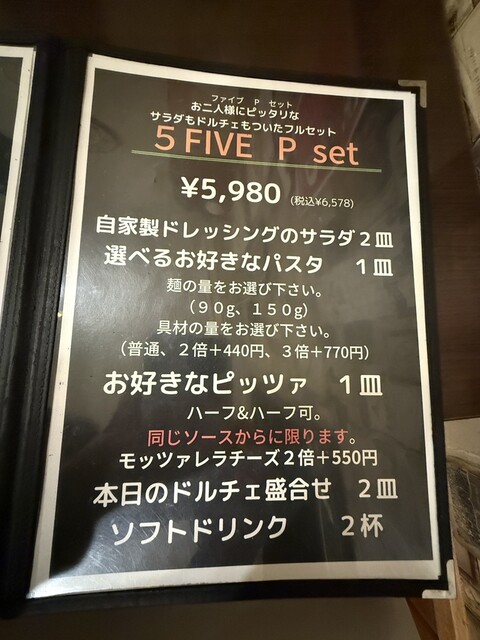 ファイブ P セット
お二人様にピッタリな
サラダもドルチェもついたフルセット
５FIVE P set
¥5,980 (税込¥6,578)
自家製ドレッシングのサラダ２皿
選べるお好きなパスタ １皿
麺の量をお選び下さい。
（９０g、１５０g）
具材の量をお選び下さい。
（普通、２倍＋440円、３倍＋770円）
お好きなピッツァ １皿
ハーフ&ハーフ可。
同じソースからに限ります。
モッツァレラチーズ２倍＋550円
本日のドルチェ盛合せ ２皿
ソフトドリンク ２杯